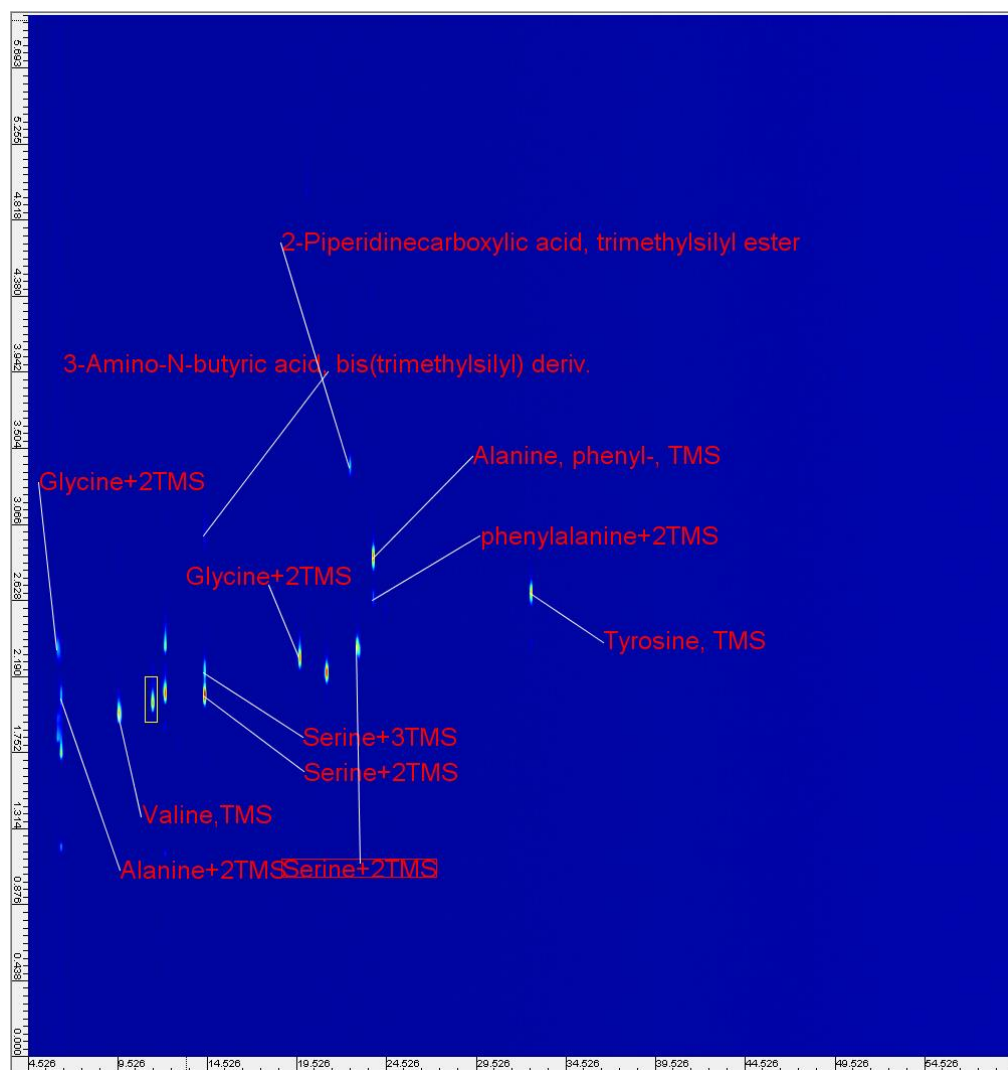 5.693
5.255
4.818
2-Piperidinecarboxylic acid, trimethylsilyl ester
4.380
3-Amino-N-butyric acid, bis(trimethylsilyl) deriv.
3.942
3.504
Alanine, phenyl-, TMS
Glycine+2TMS
3.066
phenylalanine+2TMS
Glycine+2TMS
2.628
Tyrosine, TMS
2.190
Serine+3TMS
1.752
Serine+2TMS
Valine,TMS
1.314
Alanine+2TMS
Serine+2TMS
0.876
0.438
0.000
4.526 9.526 14.526 19.526 24.526 29.526 34.526 39.526 44.526 49.526 54.526